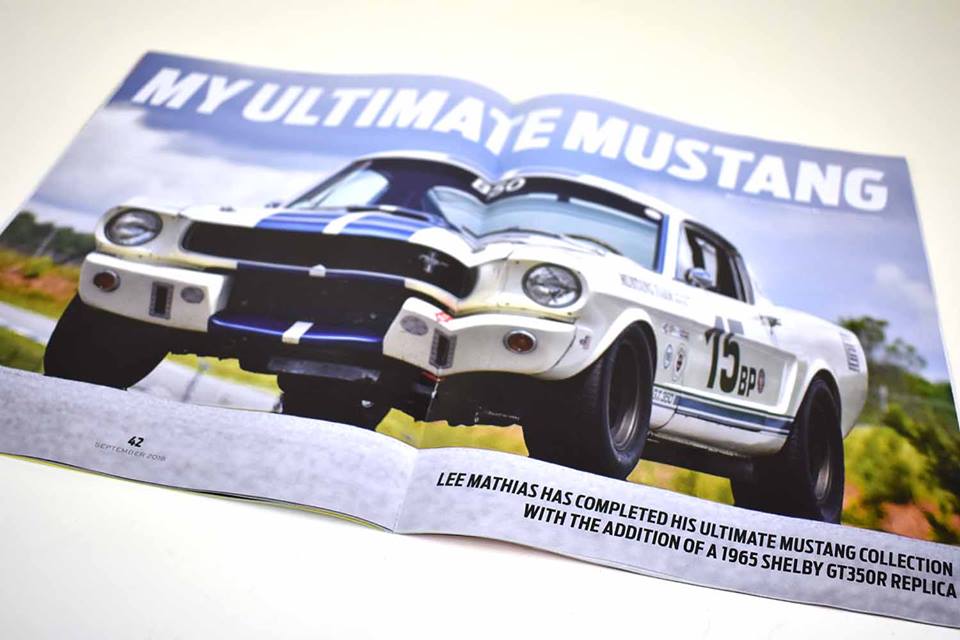 MY ULTIMATE MUSTANG
15 BP
GT350
42
SEPTEMBER 2018
LEE MATHIAS HAS COMPLETED HIS ULTIMATE MUSTANG COLLECTION
WITH THE ADDITION OF A 1965 SHELBY GT350R REPLICA